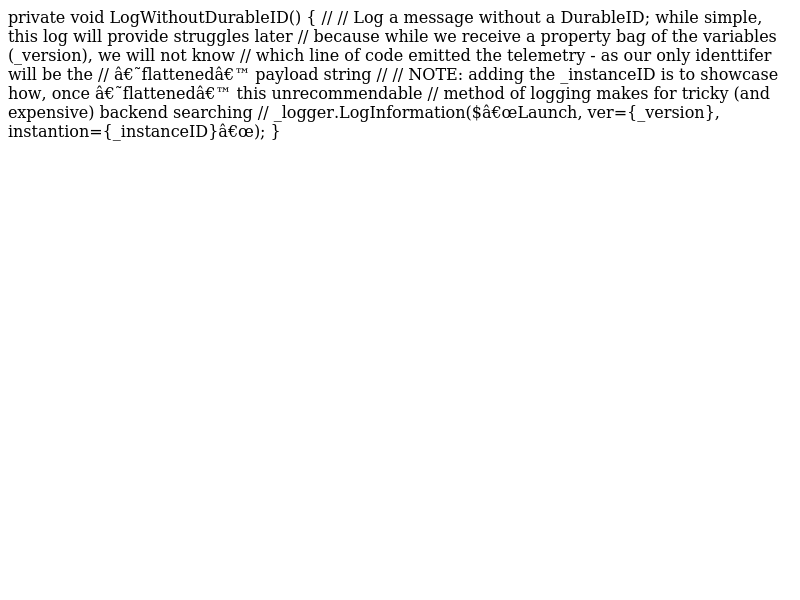 private void LogWithoutDurableID() { // // Log a message without a DurableID; while simple,
this log will provide struggles later // because while we receive a property bag of the variables
(_version), we will not know // which line of code emitted the telemetry - as our only identtifer
will be the // â€˜flattenedâ€™ payload string // // NOTE: adding the _instanceID is to showcase
how, once â€˜flattenedâ€™ this unrecommendable // method of logging makes for tricky (and
expensive) backend searching // _logger.LogInformation($â€œLaunch, ver={_version},
instantion={_instanceID}â€œ); }